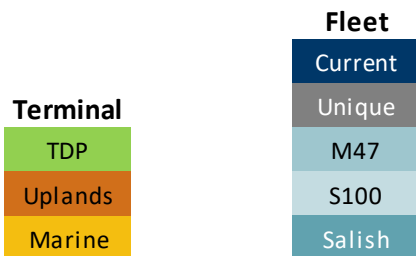 Terminal
TDP
Uplands
Marine
Fleet
Current
Unique
M47
S100
Salish